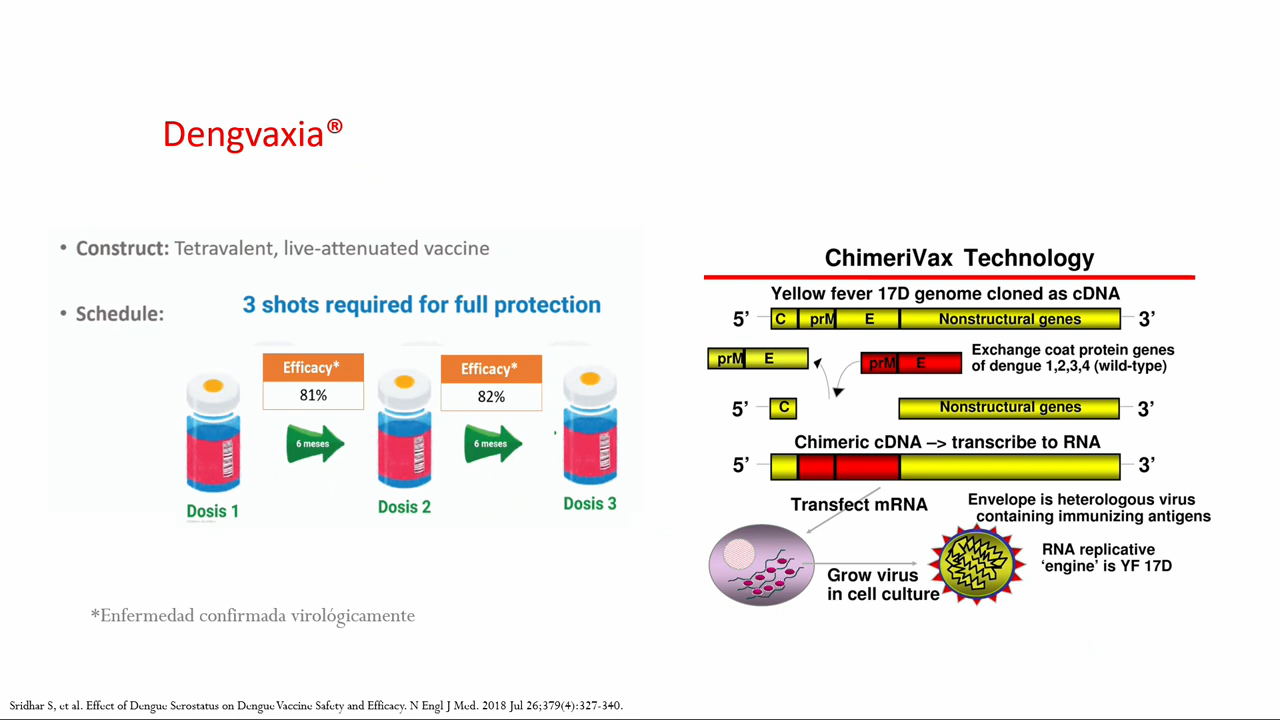 Dengvaxia®
• Construct: Tetravalent, live-attenuated vaccine
• Schedule:
3 shots required for full protection
Efficacy*
81%
Efficacy*
82%
6 meses
6 meses
Dosis 1
Dosis 2
Dosis 3
*Enfermedad confirmada virológicamente
ChimeriVax Technology
Yellow fever 17D genome cloned as cDNA
5’ C prM E Nonstructural genes 3’
prM E
prM E
Exchange coat protein genes
of dengue 1,2,3,4 (wild-type)
5’ C Nonstructural genes 3’
Chimeric cDNA –> transcribe to RNA
5’ 3’
Transfect mRNA
Envelope is heterologous virus
containing immunizing antigens
RNA replicative
‘engine’ is YF 17D
Grow virus
in cell culture
Sridhar S, et al. Effect of Dengue Serostatus on Dengue Vaccine Safety and Efficacy. N Engl J Med. 2018 Jul 26;379(4):327-340.